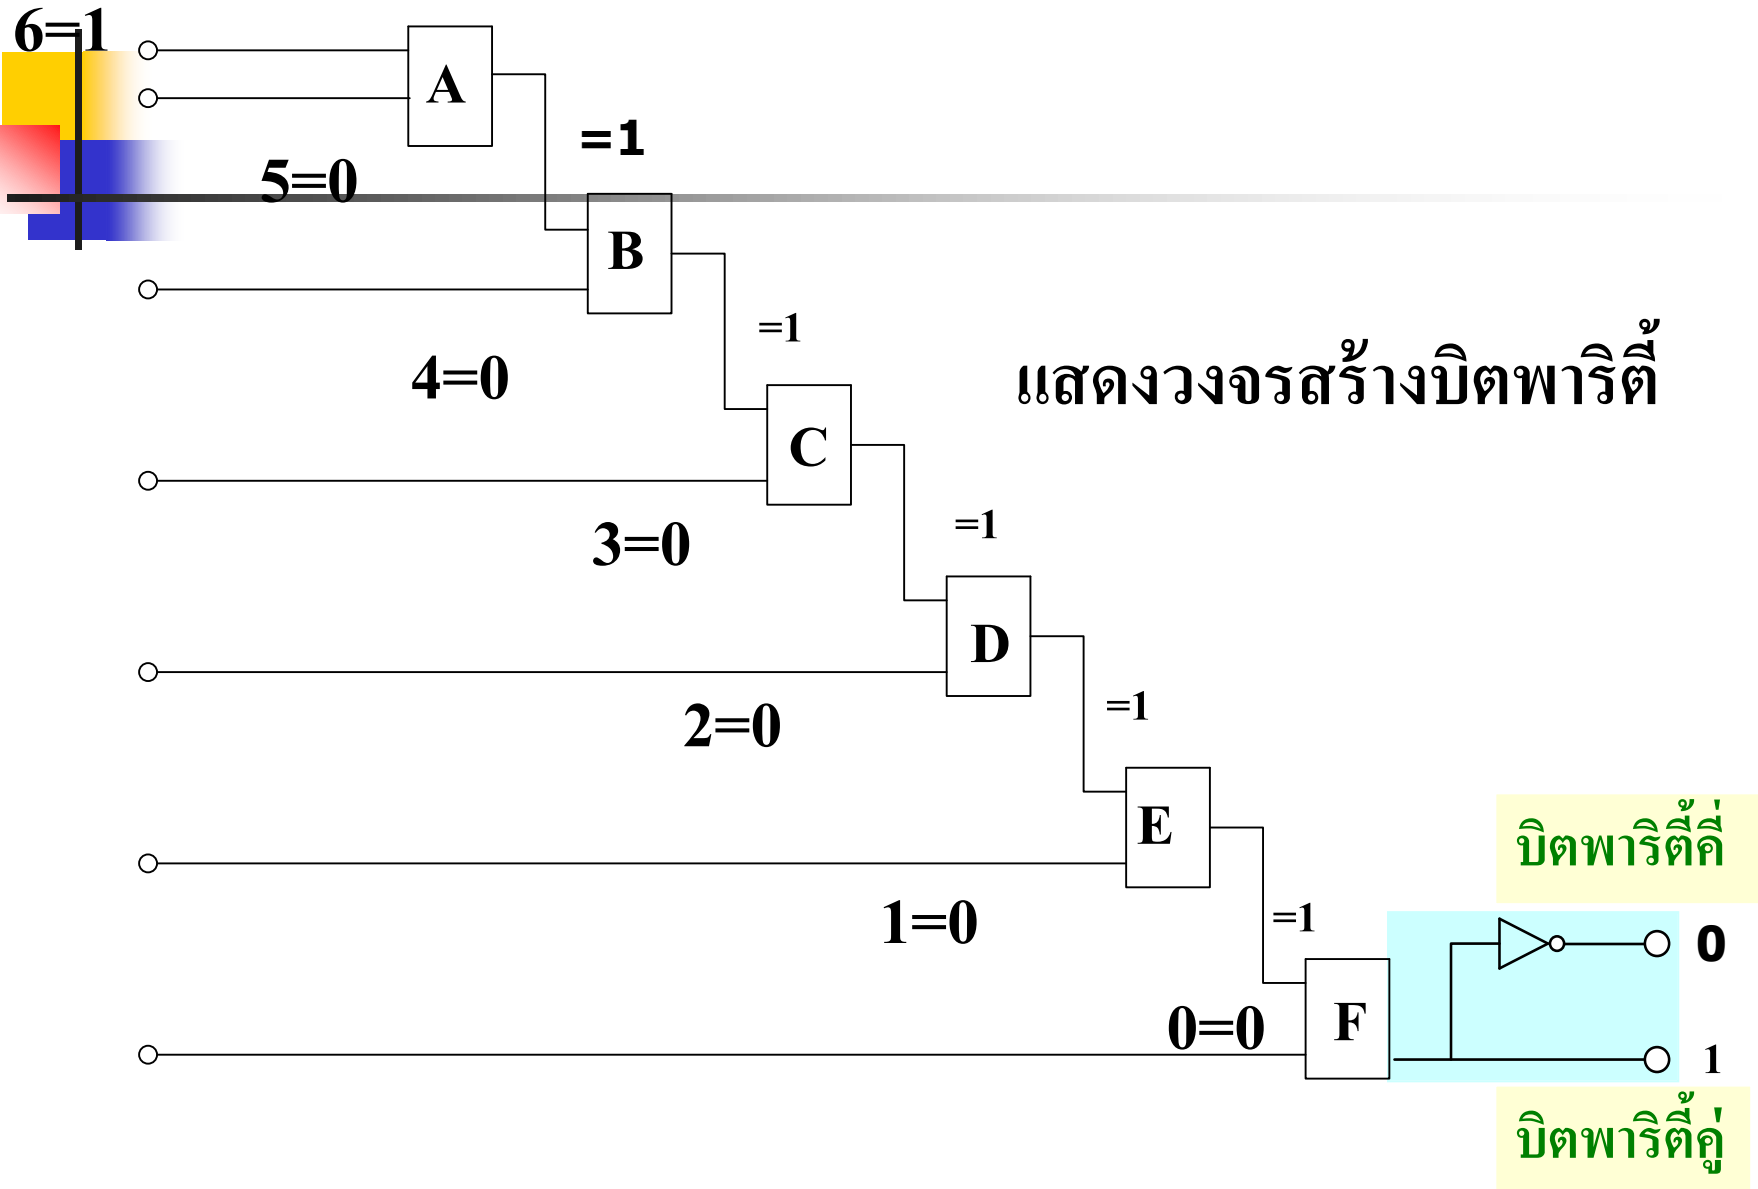 6=1
A
=1
5=0
B
=1
4=0
แสดงวงจรสร้างบิตพาริตี้
C
=1
3=0
D
=1
2=0
E
บิตพาริตี้คี่
=1
1=0
0
F
0=0
1
บิตพาริตี้คู่